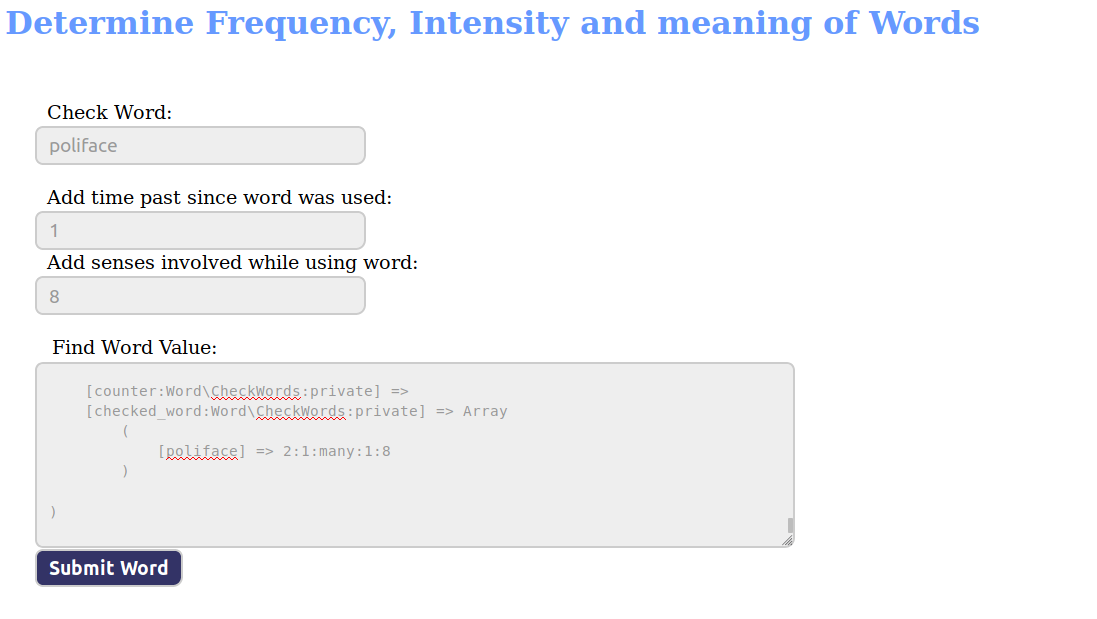 Determine Frequency, Intensity and meaning of Words
Check Word:
poliface
Add time past since word was used:
1
Add senses involved while using word:
8
Find Word Value:
[counter:Word\CheckWords:private] =>
[checked_word:Word\CheckWords:private] => Array
(
[poliface] => 2:1:many:1:8
)
)
Submit Word